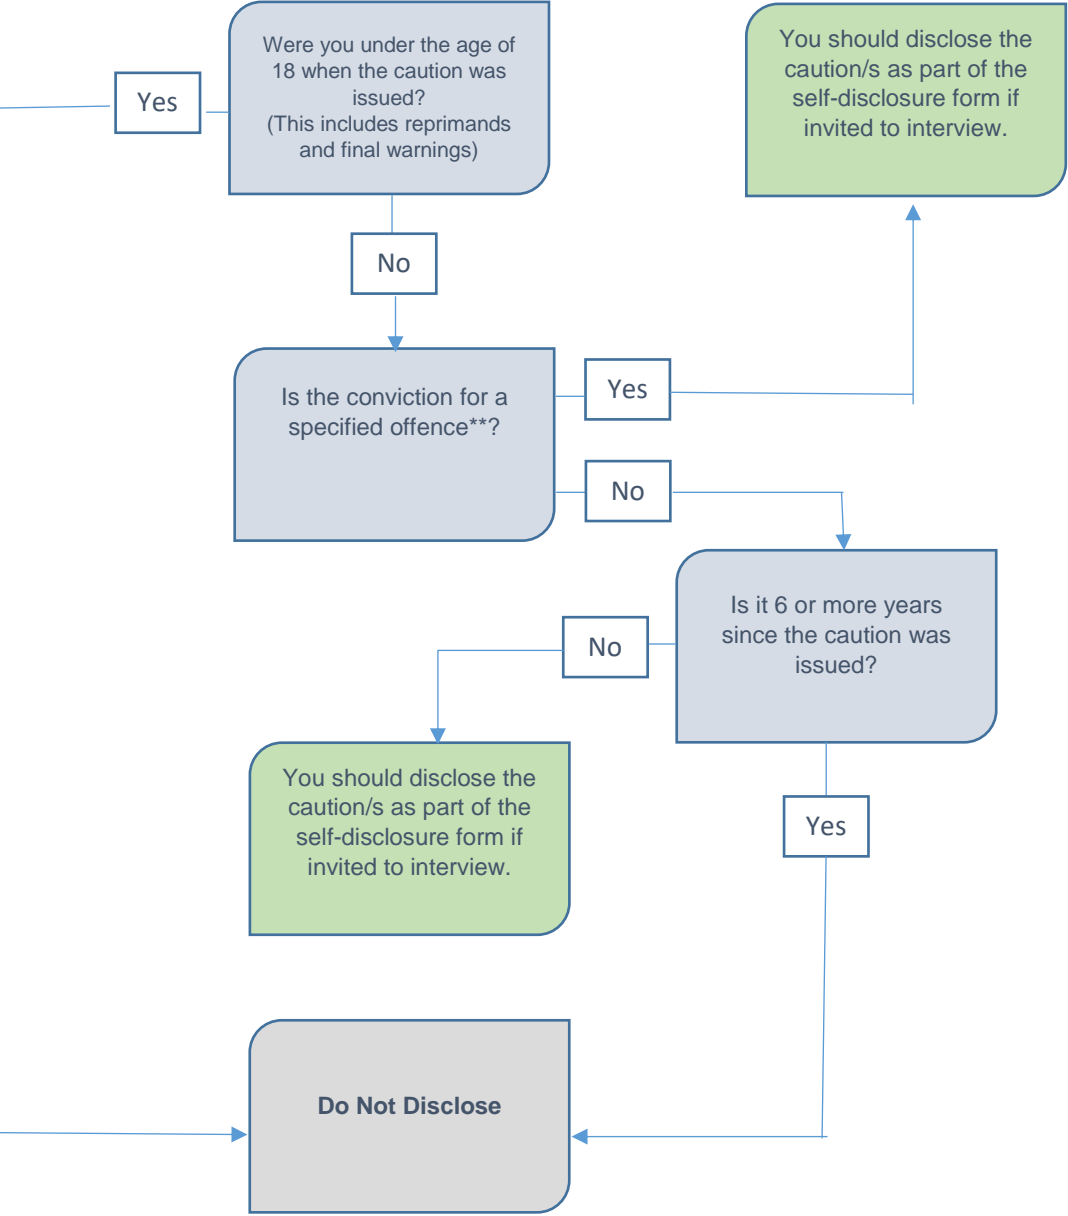 Were you under the age of
18 when the caution was
issued?
(This includes reprimands
and final warnings)
You should disclose the
caution/s as part of the
self-disclosure form if
invited to interview.
Yes
No
Is the conviction for a
specified offence**?
Yes
No
Is it 6 or more years
since the caution was
issued?
No
You should disclose the
caution/s as part of the
self-disclosure form if
invited to interview.
Yes
Do Not Disclose